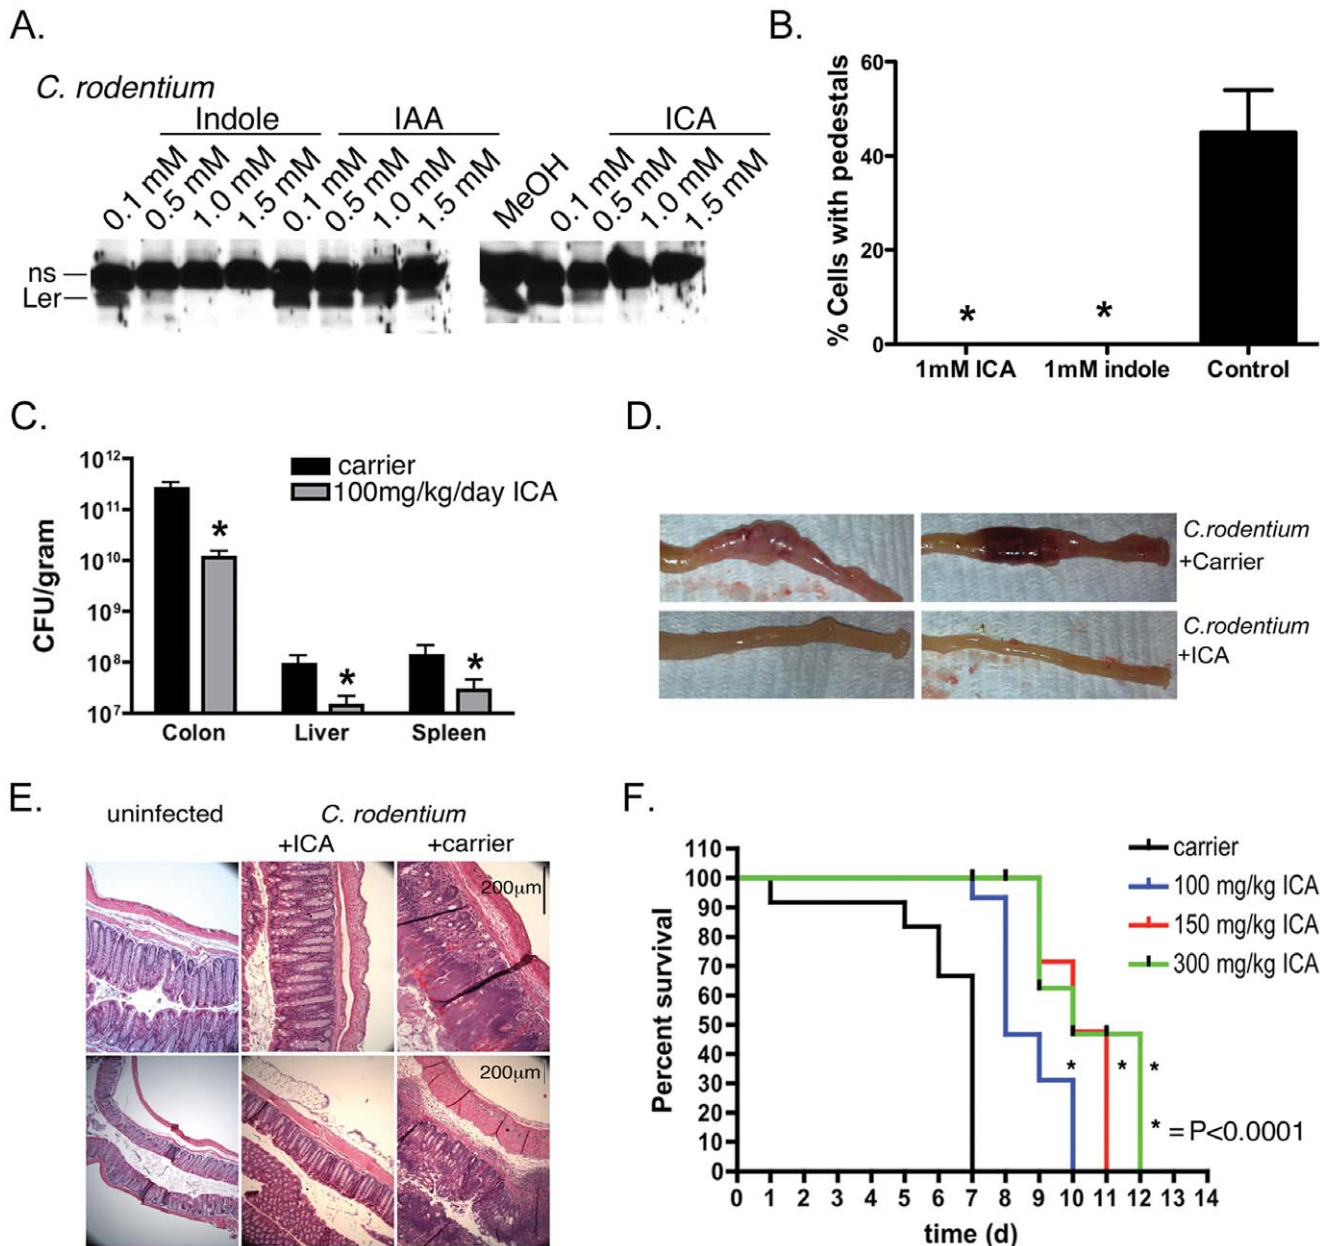 A.
C. rodentium
Indole IAA ICA
0.1 mM 0.5 mM 1.0 mM 1.5 mM 0.1 mM 0.5 mM 1.0 mM 1.5 mM MeOH 0.1 mM 0.5 mM 1.0 mM 1.5 mM
ns
Ler
B.
% Cells with pedestals
60
40
20
0
* *
1mM ICA 1mM indole Control
C.
CFU/gram
10¹²
10¹¹
10¹⁰
10⁹
10⁸
10⁷
carrier
100mg/kg/day ICA
* * *
Colon Liver Spleen
D.
C.rodentium
+Carrier
C.rodentium
+ICA
E.
uninfected C. rodentium
+ICA +carrier
200µm
200µm
F.
Percent survival
110
100
90
80
70
60
50
40
30
20
10
0
carrier
100 mg/kg ICA
150 mg/kg ICA
300 mg/kg ICA
* * *
* = P<0.0001
0 1 2 3 4 5 6 7 8 9 10 11 12 13 14
time (d)